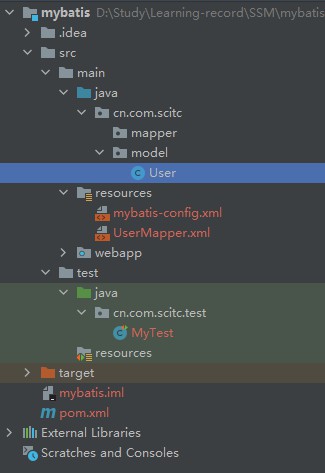 mybatis D:\Study\Learning-record\SSM\mybatis
.idea
src
main
java
cn.com.scitc
mapper
model
User
resources
mybatis-config.xml
UserMapper.xml
webapp
test
java
cn.com.scitc.test
MyTest
resources
target
mybatis.iml
pom.xml
External Libraries
Scratches and Consoles